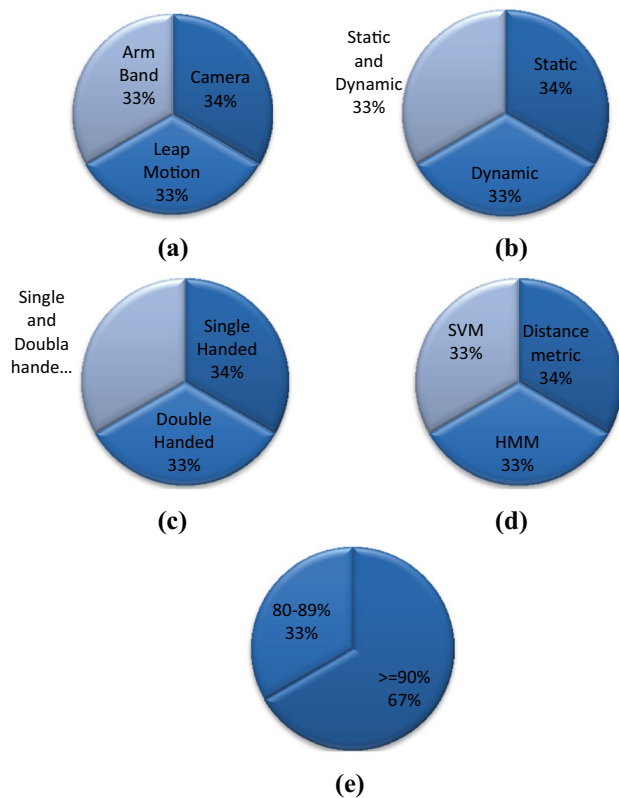 Arm
Band
33%
Camera
34%
Leap
Motion
33%
(a)
Static
and
Dynamic
33%
Static
34%
Dynamic
33%
(b)
Single
and
Doubla
hande...
Single
Handed
34%
Double
Handed
33%
(c)
SVM
33%
Distance
metric
34%
HMM
33%
(d)
80-89%
33%
>=90%
67%
(e)